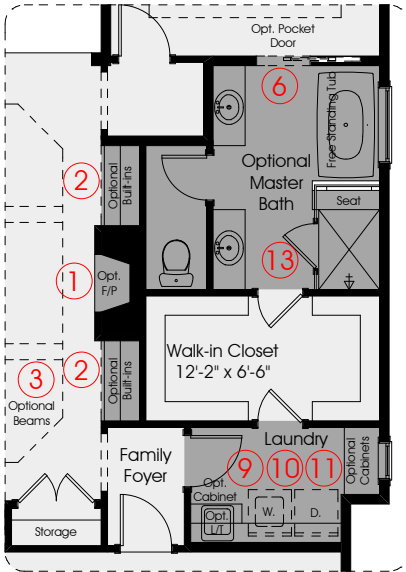 Opt. Pocket
Door
6
Free Standing Tub
2
Optional
Built-ins
Optional
Master
Bath
Seat
1
Opt.
F/P
13
2
Optional
Built-ins
3
Optional
Beams
Walk-in Closet
12'-2" x 6'-6"
Family
Foyer
Laundry
9
10
11
Opt.
Cabinet
Optional
Cabinets
Opt.
L/T
W.
D.
Storage